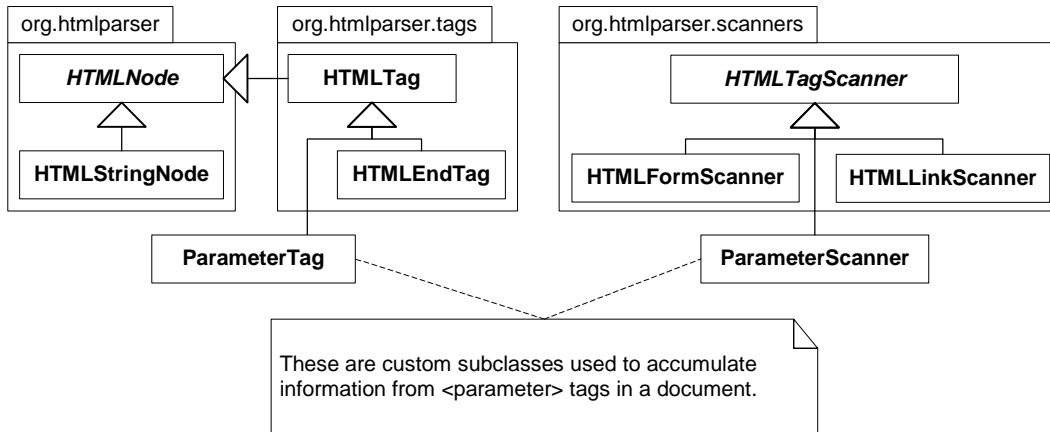 org.htmlparser
org.htmlparser.tags
org.htmlparser.scanners
HTMLNode
HTMLTag
HTMLTagScanner
HTMLStringNode
HTMLEndTag
HTMLFormScanner
HTMLLinkScanner
ParameterTag
ParameterScanner
These are custom subclasses used to accumulate
information from <parameter> tags in a document.